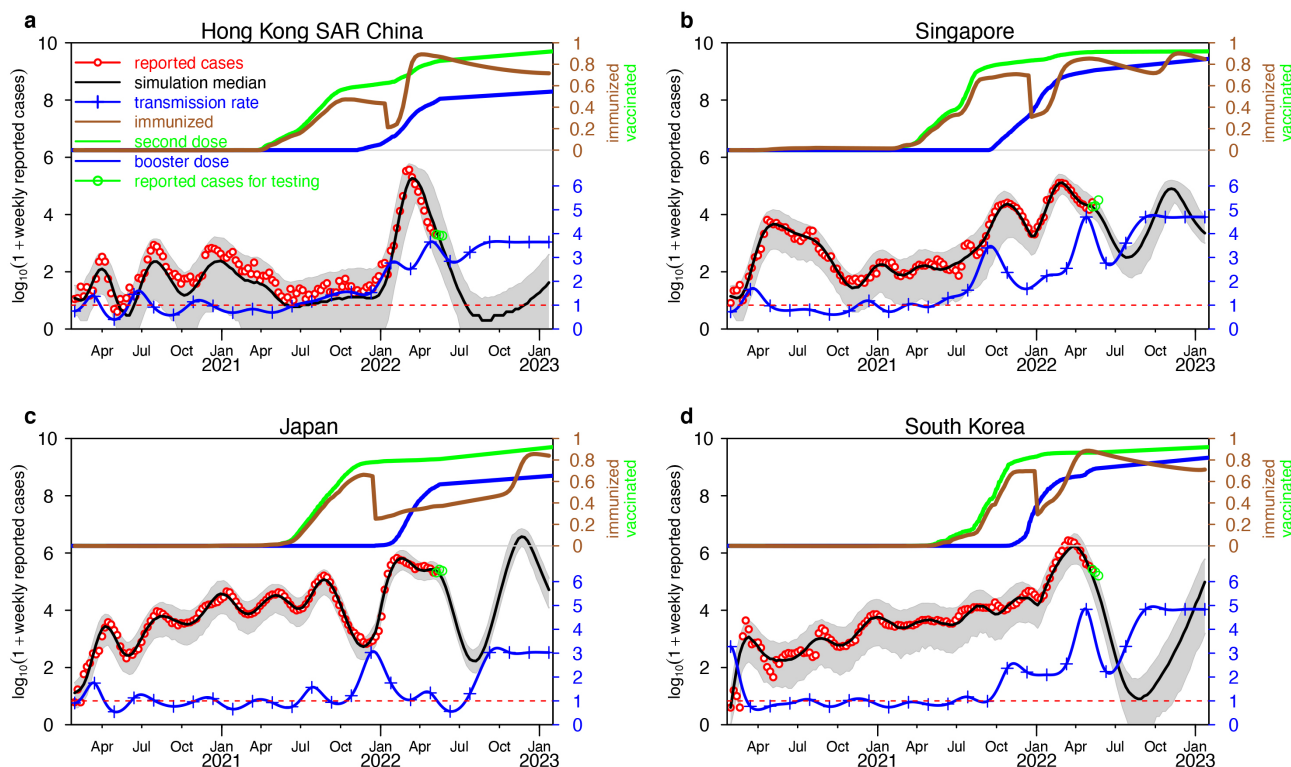 a
Hong Kong SAR China
log10(1 + weekly reported cases)
10
8
6
4
2
0
reported cases
simulation median
transmission rate
immunized
second dose
booster dose
reported cases for testing
1
0.8
0.6
0.4
0.2
0
immunized
vaccinated
6
5
4
3
2
1
0
Apr Jul Oct Jan Apr Jul Oct Jan Apr Jul Oct Jan
2021 2022 2023
b
Singapore
log10(1 + weekly reported cases)
10
8
6
4
2
0
1
0.8
0.6
0.4
0.2
0
immunized
vaccinated
6
5
4
3
2
1
0
Apr Jul Oct Jan Apr Jul Oct Jan Apr Jul Oct Jan
2021 2022 2023
c
Japan
log10(1 + weekly reported cases)
10
8
6
4
2
0
1
0.8
0.6
0.4
0.2
0
immunized
vaccinated
6
5
4
3
2
1
0
Apr Jul Oct Jan Apr Jul Oct Jan Apr Jul Oct Jan
2021 2022 2023
d
South Korea
log10(1 + weekly reported cases)
10
8
6
4
2
0
1
0.8
0.6
0.4
0.2
0
immunized
vaccinated
6
5
4
3
2
1
0
Apr Jul Oct Jan Apr Jul Oct Jan Apr Jul Oct Jan
2021 2022 2023